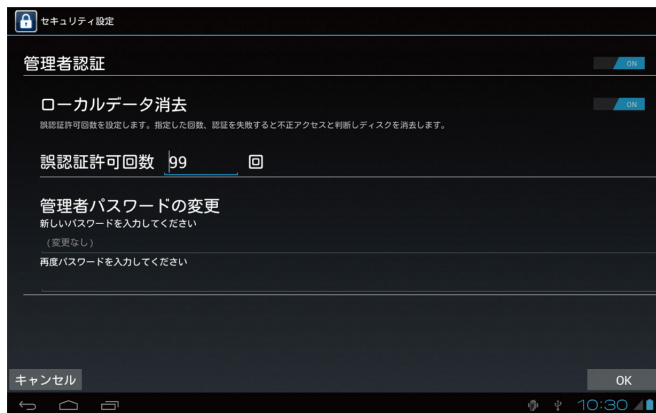 セキュリティ設定
管理者認証 ON
ローカルデータ消去 ON
誤認証許可回数を設定します。指定した回数、認証を失敗すると不正アクセスと判断しディスクを消去します。
誤認証許可回数 99 回
管理者パスワードの変更
新しいパスワードを入力してください
(変更なし)
再度パスワードを入力してください
キャンセル OK
10:30